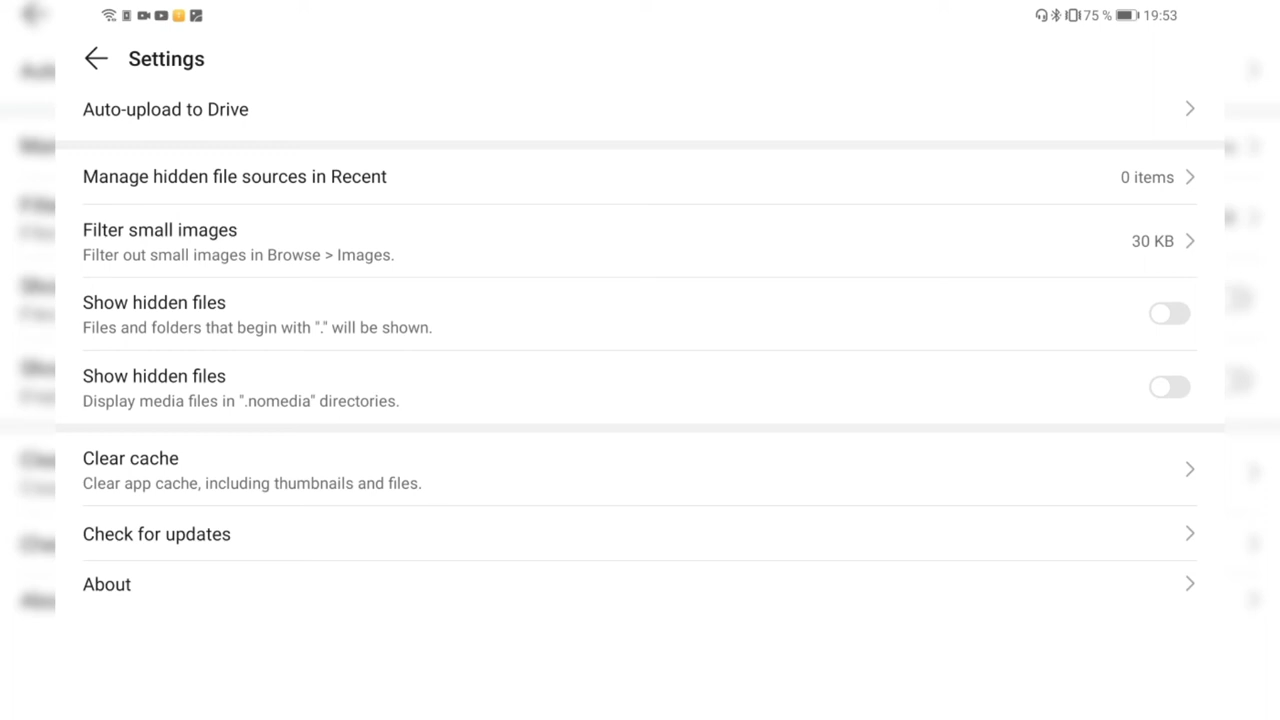 75 % 19:53
Settings
Auto-upload to Drive
Manage hidden file sources in Recent
0 items
Filter small images
Filter out small images in Browse > Images.
30 KB
Show hidden files
Files and folders that begin with "." will be shown.
Show hidden files
Display media files in ".nomedia" directories.
Clear cache
Clear app cache, including thumbnails and files.
Check for updates
About